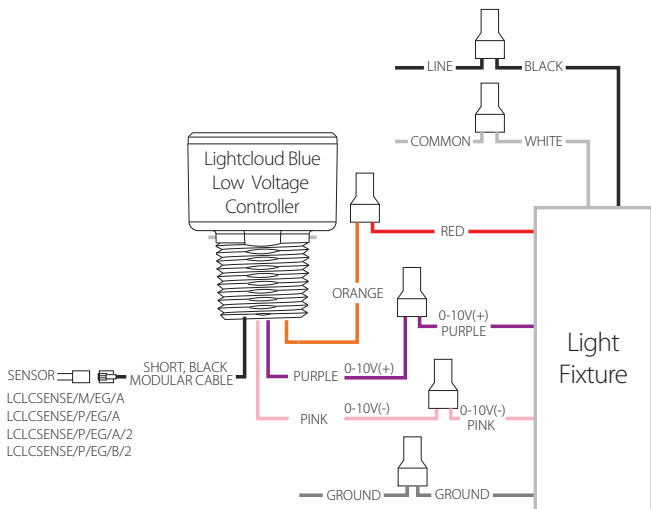 LINE
BLACK
COMMON
WHITE
Lightcloud Blue
Low Voltage
Controller
RED
ORANGE
0-10V(+)
PURPLE
Light
Fixture
SENSOR
SHORT, BLACK
MODULAR CABLE
LCLCSENSE/M/EG/A
LCLCSENSE/P/EG/A
LCLCSENSE/P/EG/A/2
LCLCSENSE/P/EG/B/2
PURPLE
0-10V(+)
PINK
0-10V(-)
0-10V(-)
PINK
GROUND
GROUND